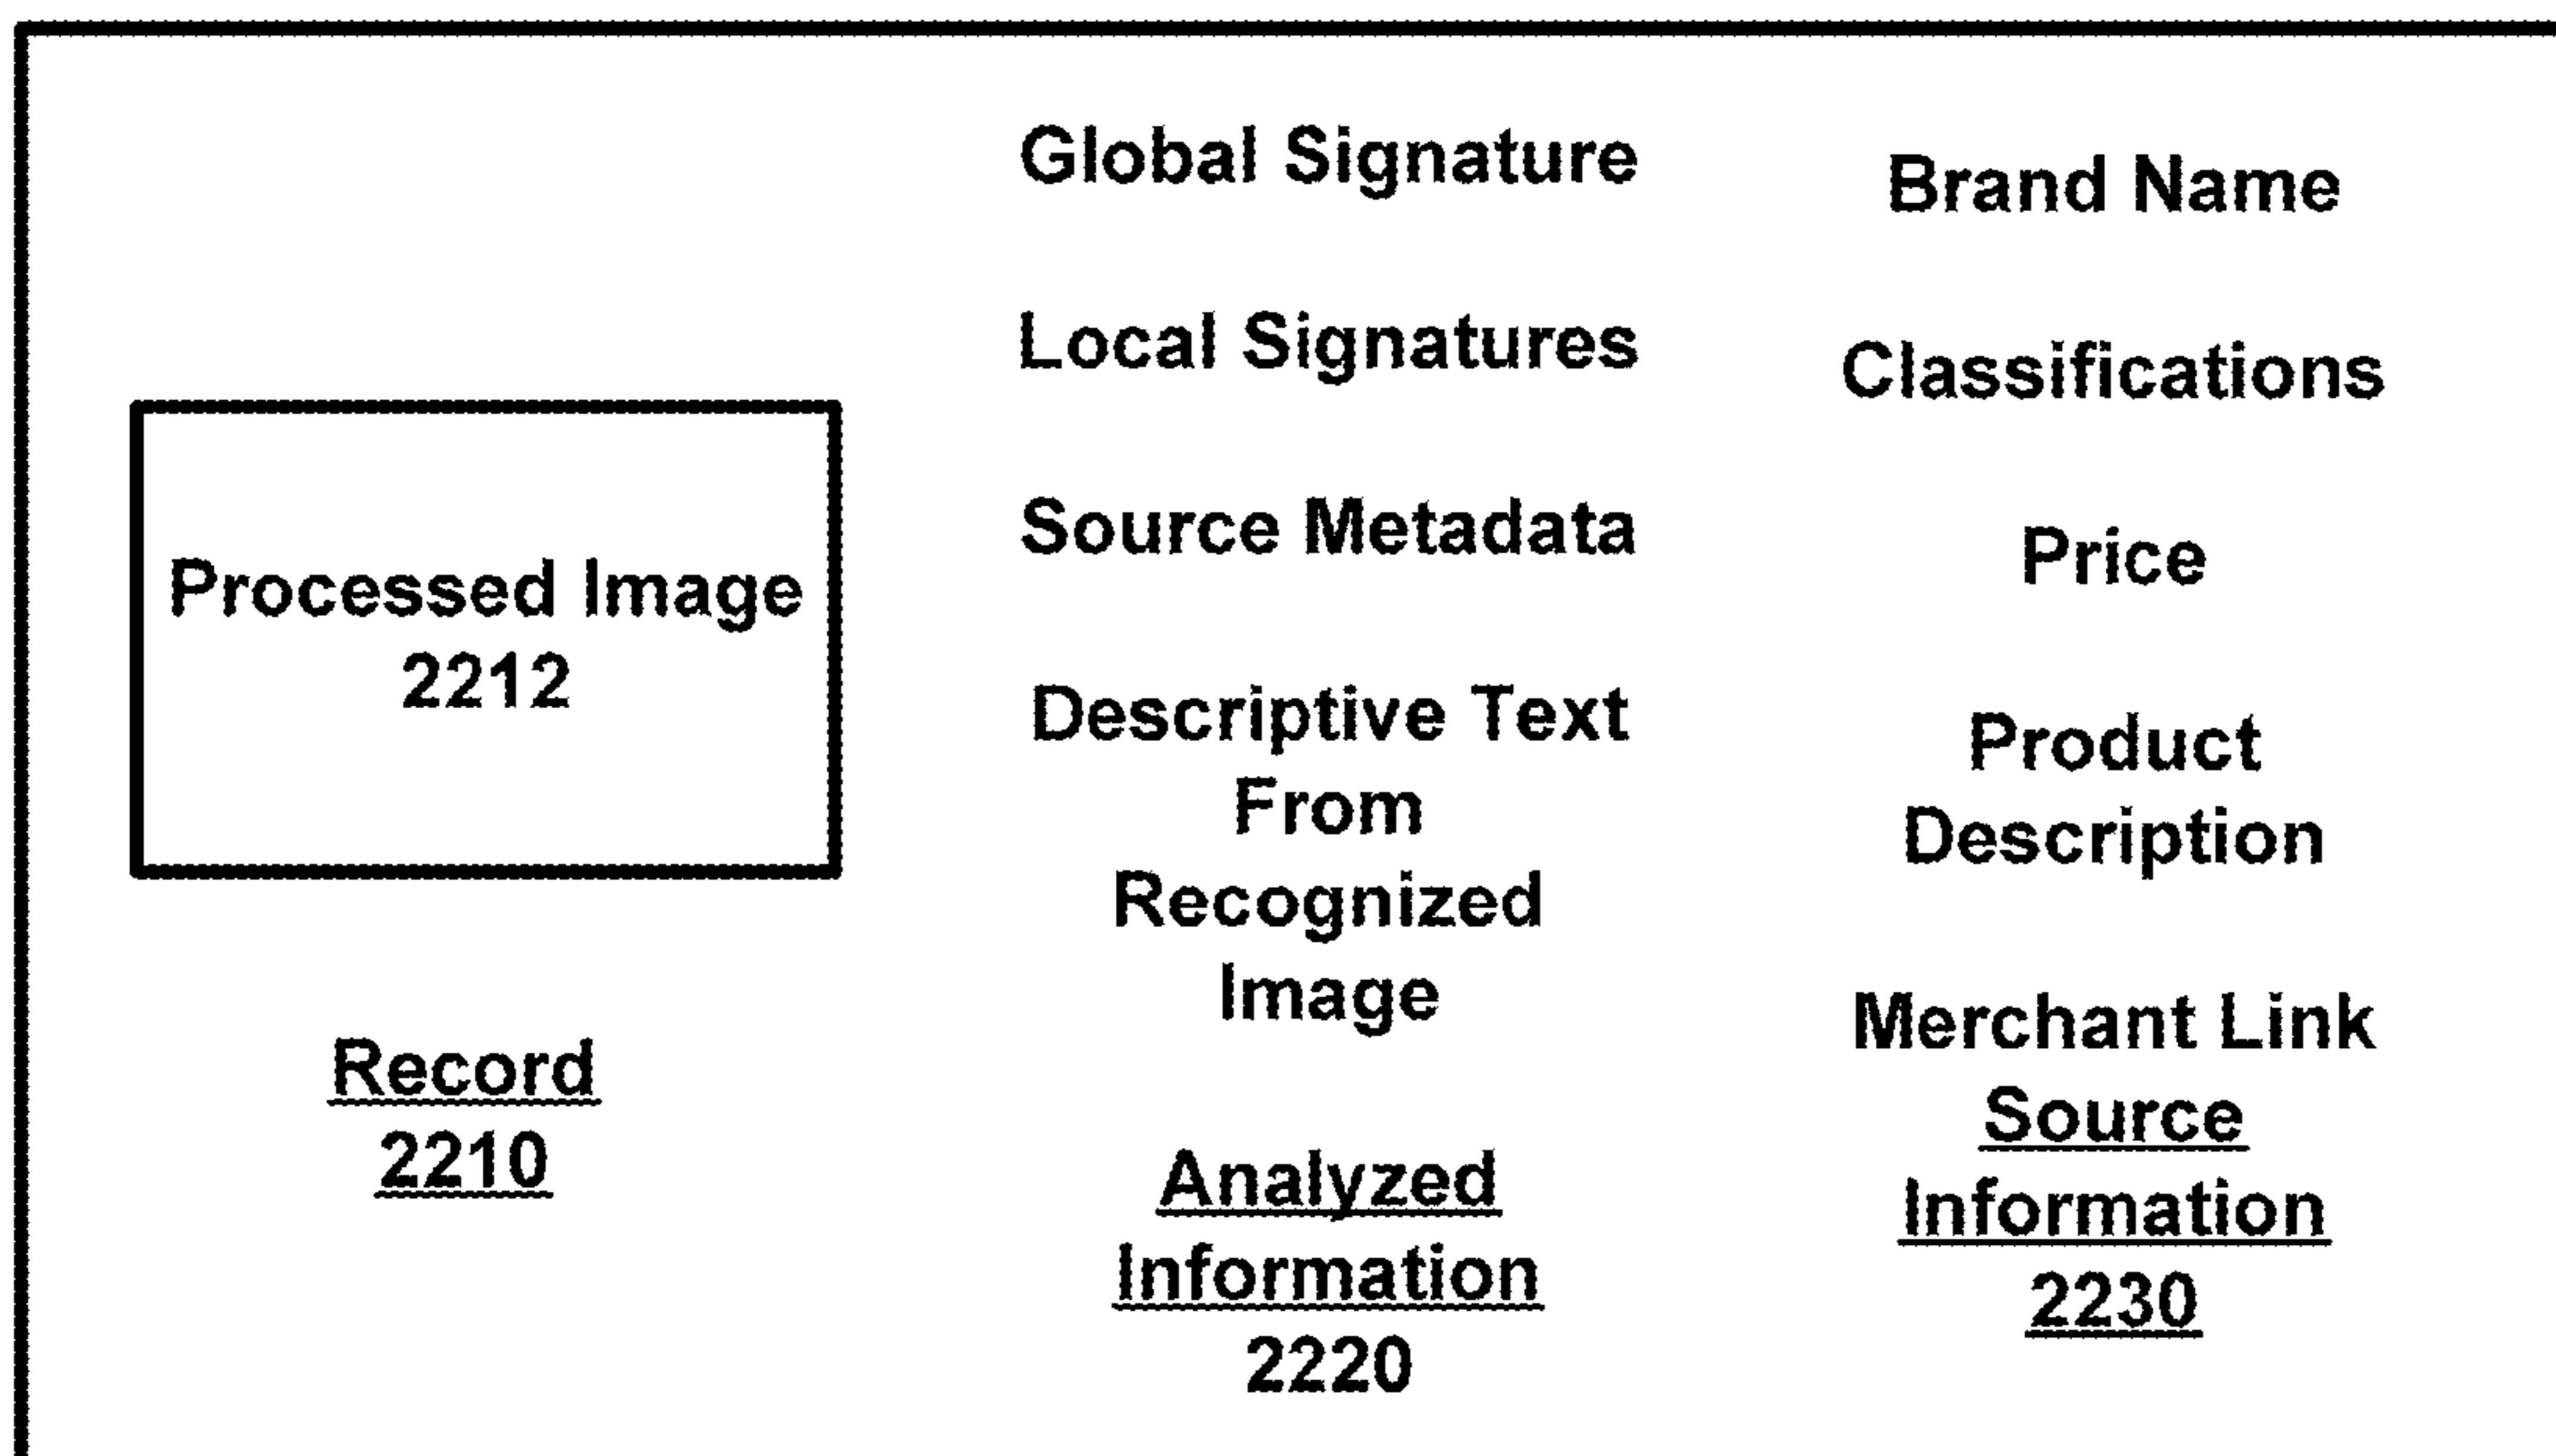 Processed Image
2212
Record
2210
Global Signature
Local Signatures
Source Metadata
Descriptive Text
From
Recognized
Image
Analyzed
Information
2220
Brand Name
Classifications
Price
Product
Description
Merchant Link
Source
Information
2230